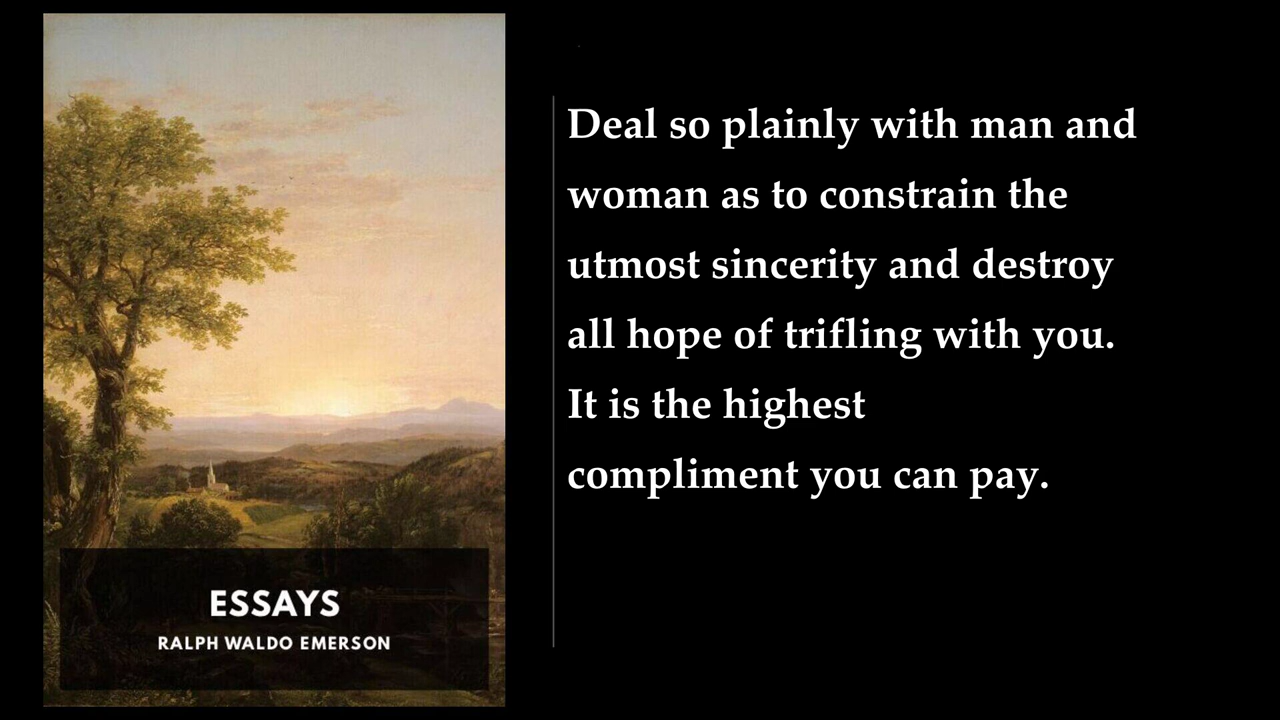 Deal so plainly with man and
woman as to constrain the
utmost sincerity and destroy
all hope of trifling with you.
It is the highest
compliment you can pay.
ESSAYS
RALPH WALDO EMERSON